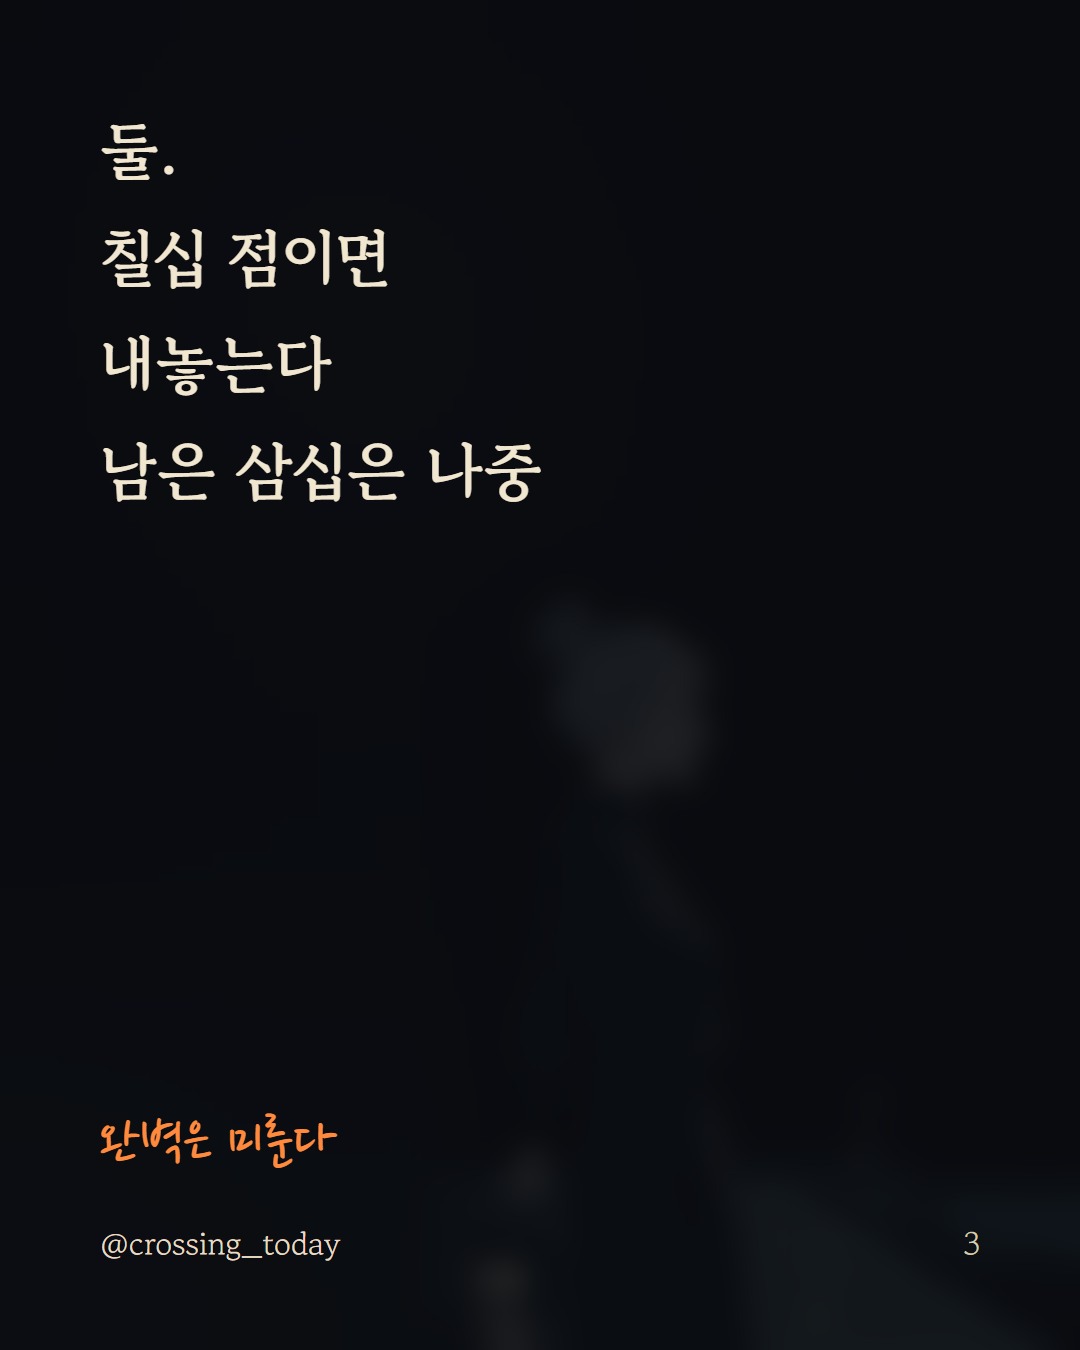 둘.
칠십 점이면
내놓는다
남은 삼십은 나중
완벽은 미룬다
@crossing_today
3